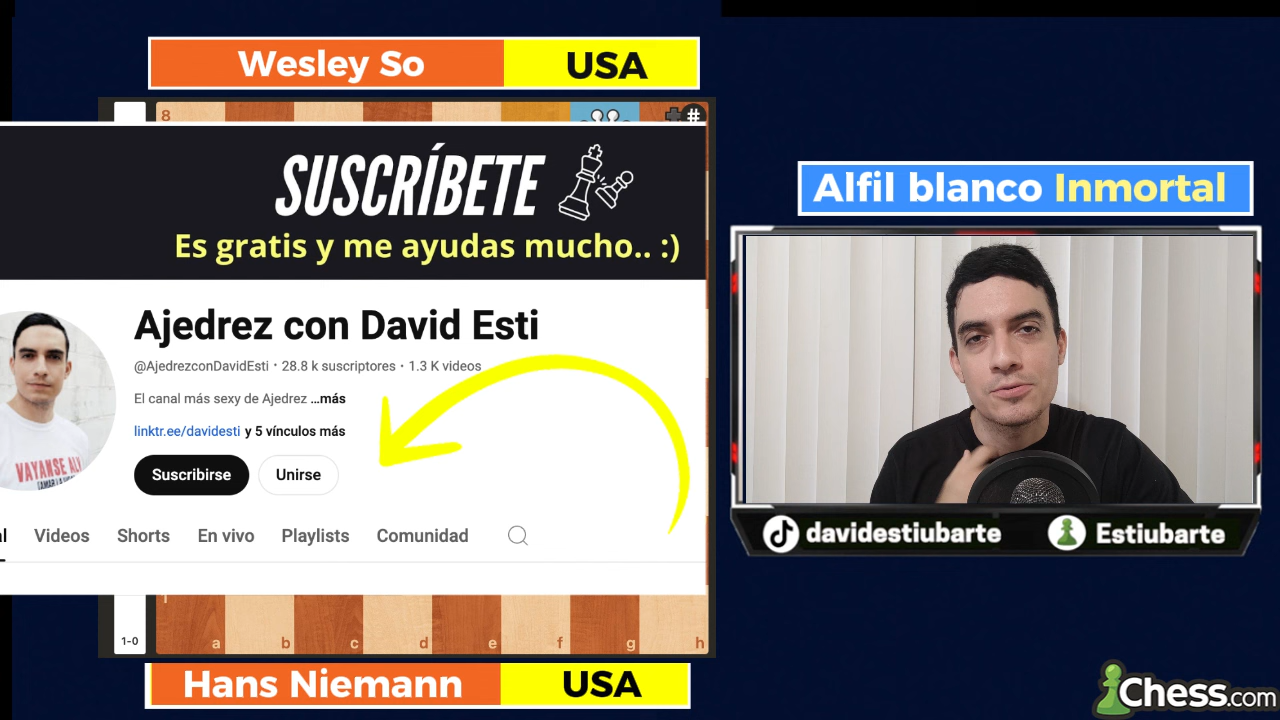 Wesley So USA
8
#
SUSCRÍBETE
Es gratis y me ayudas mucho.. :)
Ajedrez con David Esti
@AjedrezconDavidEsti · 28.8 k suscriptores · 1.3 K videos
El canal más sexy de Ajedrez ...más
linktr.ee/davidesti y 5 vínculos más
Suscribirse Unirse
Videos Shorts En vivo Playlists Comunidad
1-0
a b c d e f g h
Hans Niemann USA
Alfil blanco Inmortal
davidestiubarte Estiubarte
Chess.com